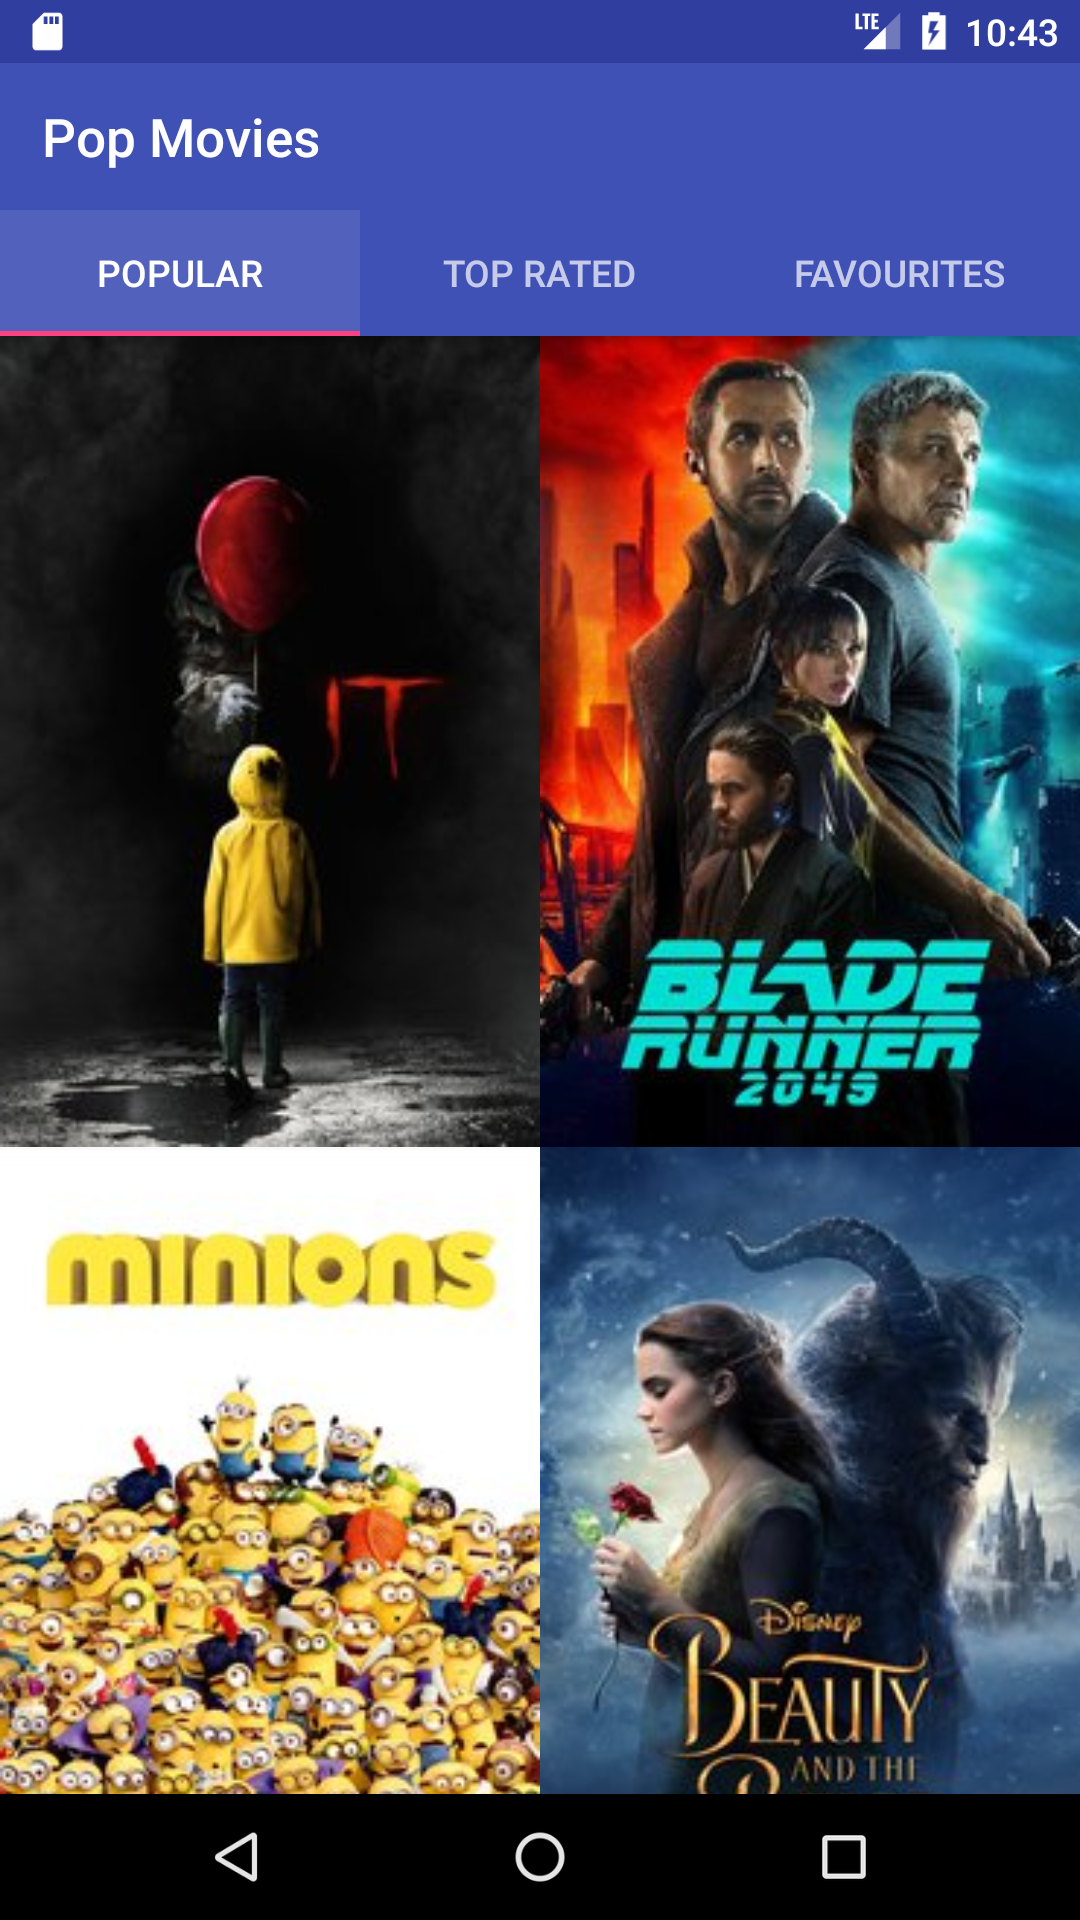 LTE 10:43
Pop Movies
POPULAR TOP RATED FAVOURITES
IT
BLADE
RUNNER
2049
minions
Disney
BEAUTY
AND THE